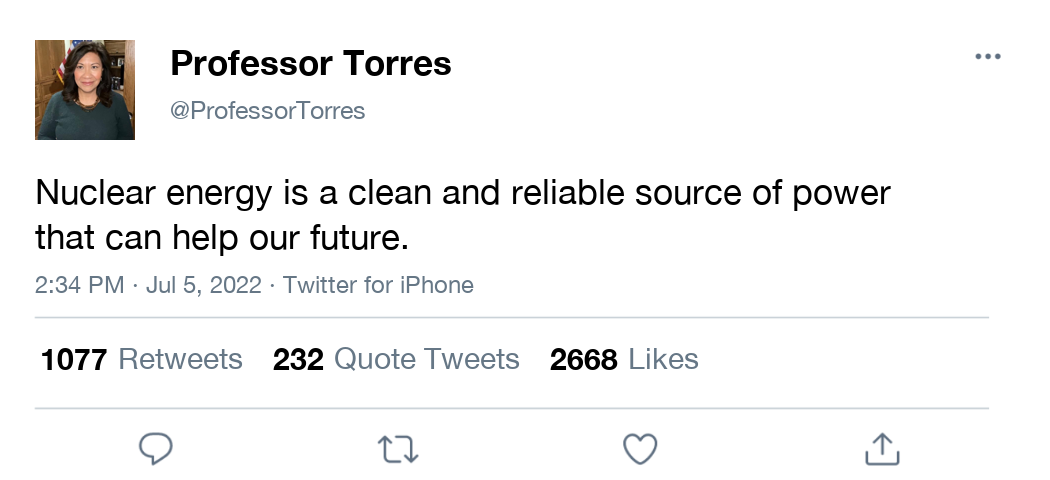 Professor Torres
@ProfessorTorres
Nuclear energy is a clean and reliable source of power
that can help our future.
2:34 PM · Jul 5, 2022 · Twitter for iPhone
1077 Retweets 232 Quote Tweets 2668 Likes